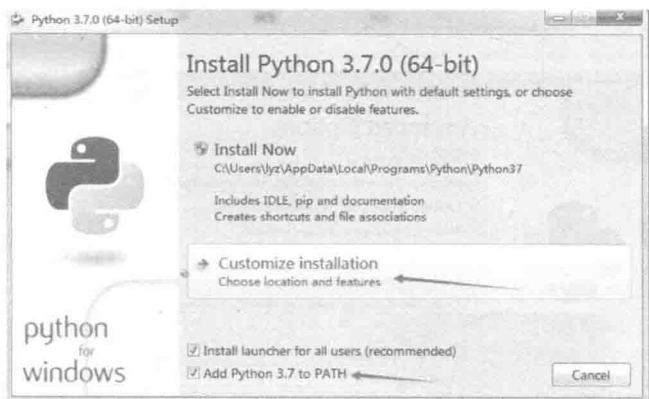 Python 3.7.0 (64-bit) Setup
Install Python 3.7.0 (64-bit)
Select Install Now to install Python with default settings, or choose
Customize to enable or disable features.
Install Now
C:\Users\lyz\AppData\Local\Programs\Python\Python37
Includes IDLE, pip and documentation
Creates shortcuts and file associations
Customize installation
Choose location and features
python
for
windows
Install launcher for all users (recommended)
Add Python 3.7 to PATH
Cancel